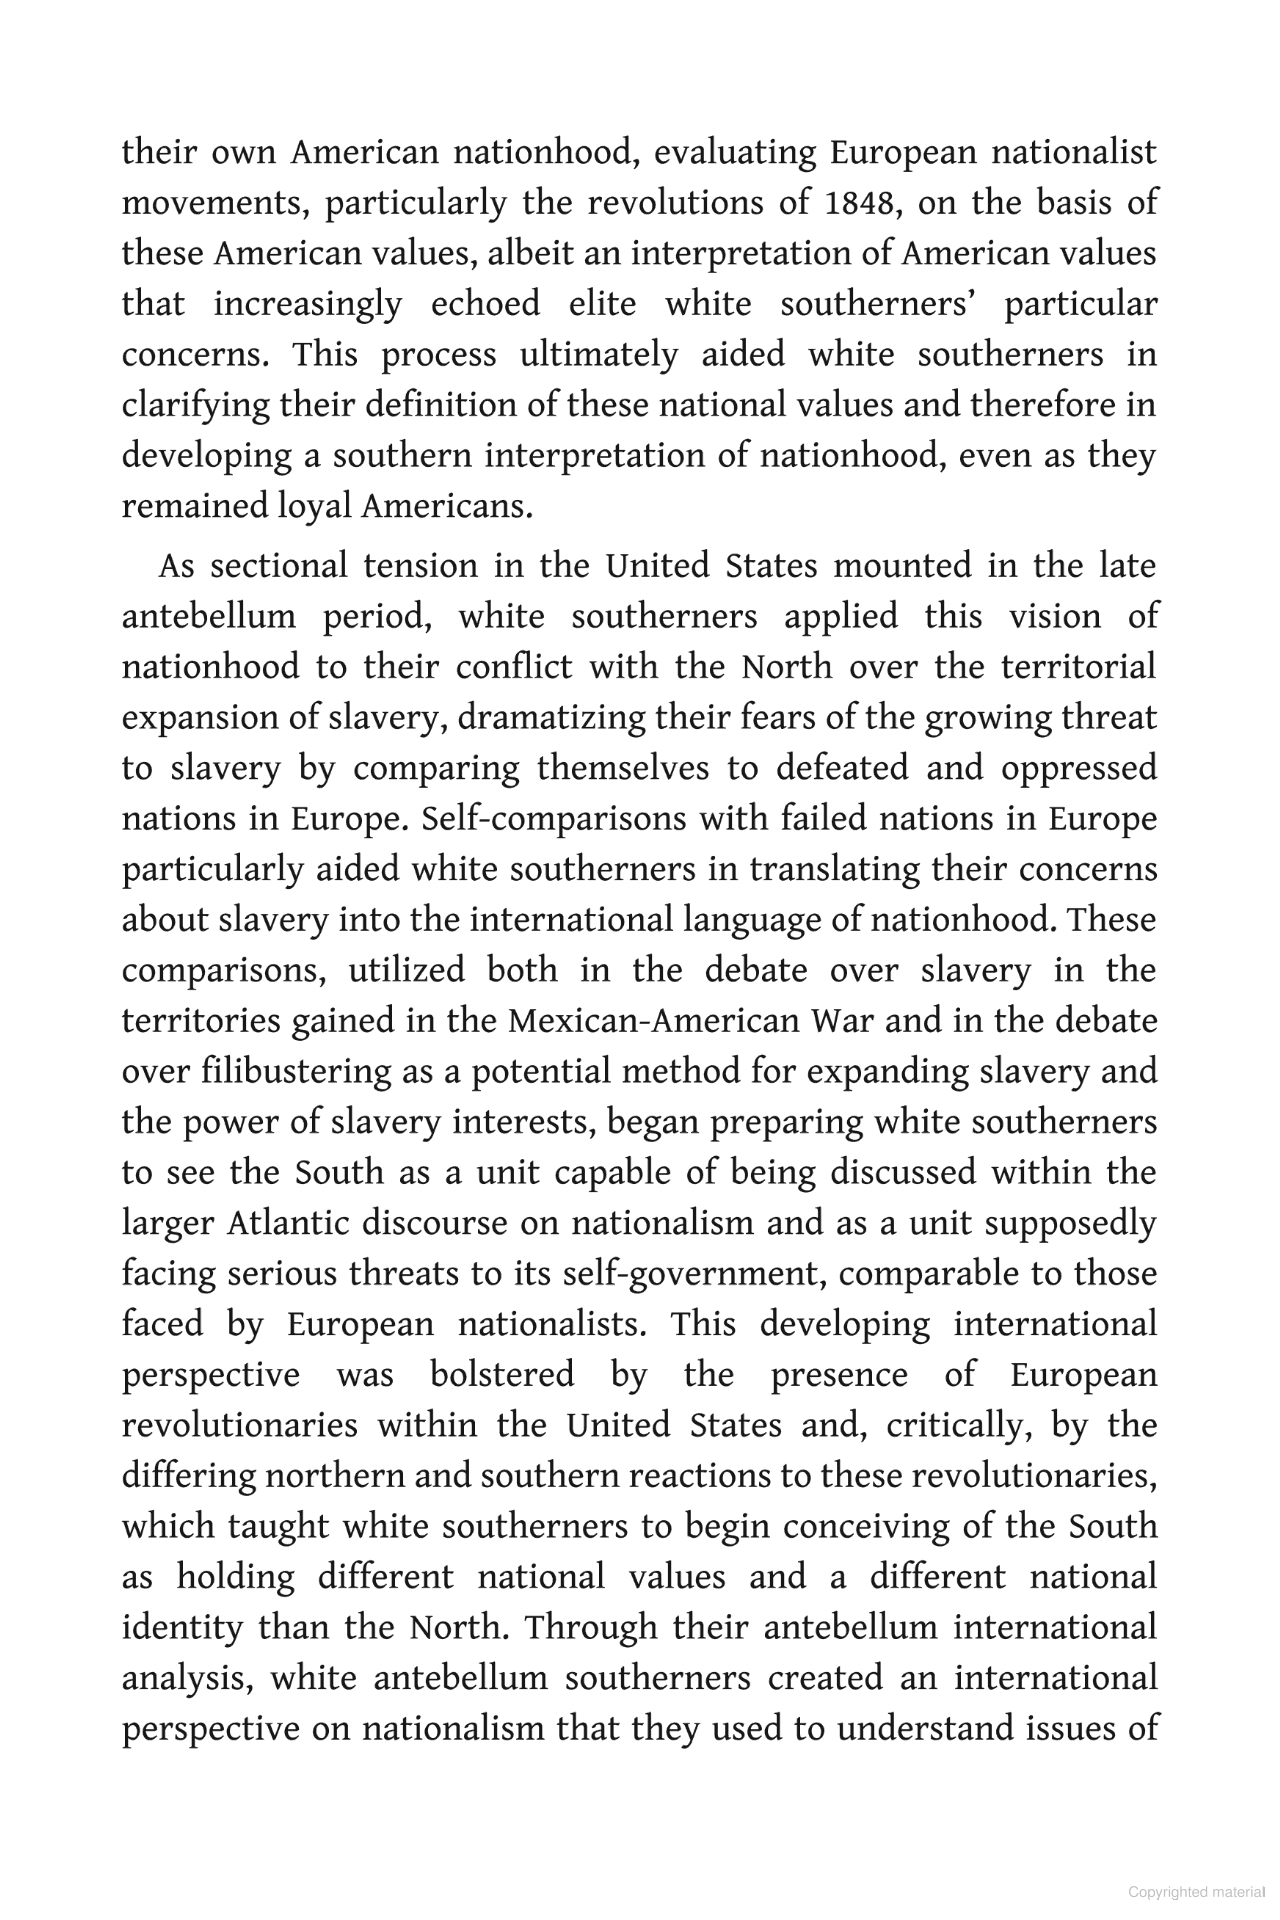 their own American nationhood, evaluating European nationalist
movements, particularly the revolutions of 1848, on the basis of
these American values, albeit an interpretation of American values
that increasingly echoed elite white southerners’ particular
concerns. This process ultimately aided white southerners in
clarifying their definition of these national values and therefore in
developing a southern interpretation of nationhood, even as they
remained loyal Americans.
As sectional tension in the United States mounted in the late
antebellum period, white southerners applied this vision of
nationhood to their conflict with the North over the territorial
expansion of slavery, dramatizing their fears of the growing threat
to slavery by comparing themselves to defeated and oppressed
nations in Europe. Self-comparisons with failed nations in Europe
particularly aided white southerners in translating their concerns
about slavery into the international language of nationhood. These
comparisons, utilized both in the debate over slavery in the
territories gained in the Mexican-American War and in the debate
over filibustering as a potential method for expanding slavery and
the power of slavery interests, began preparing white southerners
to see the South as a unit capable of being discussed within the
larger Atlantic discourse on nationalism and as a unit supposedly
facing serious threats to its self-government, comparable to those
faced by European nationalists. This developing international
perspective was bolstered by the presence of European
revolutionaries within the United States and, critically, by the
differing northern and southern reactions to these revolutionaries,
which taught white southerners to begin conceiving of the South
as holding different national values and a different national
identity than the North. Through their antebellum international
analysis, white antebellum southerners created an international
perspective on nationalism that they used to understand issues of
Copyrighted material